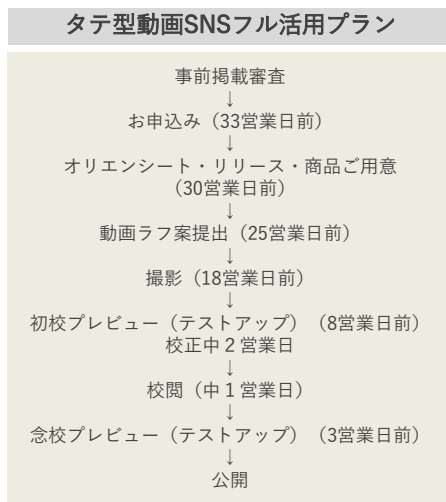 タテ型動画SNSフル活用プラン
事前掲載審査
↓
お申込み（33営業日前）
↓
オリエンシート・リリース・商品ご用意
（30営業日前）
↓
動画ラフ案提出（25営業日前）
↓
撮影（18営業日前）
↓
初校プレビュー（テストアップ）（8営業日前）
校正中２営業日
↓
校閲（中１営業日）
↓
念校プレビュー（テストアップ）（3営業日前）
↓
公開